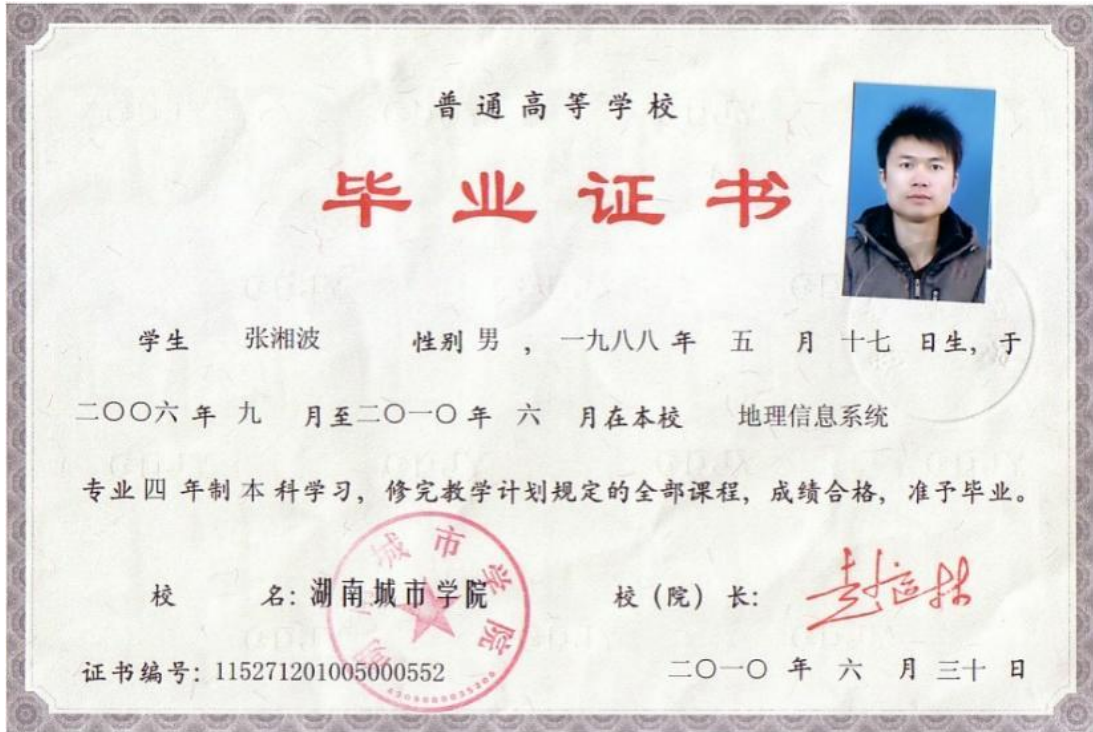 普通高等学校
毕业证书
学生 张湘波 性别 男 ， 一九八八 年 五 月 十七 日生，于
二〇〇六 年 九 月至二〇一〇年 六 月在本校 地理信息系统
专业 四 年制 本 科学习，修完教学计划规定的全部课程，成绩合格，准予毕业。
城市学院
校 名：湖南城市学院 校（院）长：
证书编号：115271201005000552 二〇一〇 年 六 月 三十 日